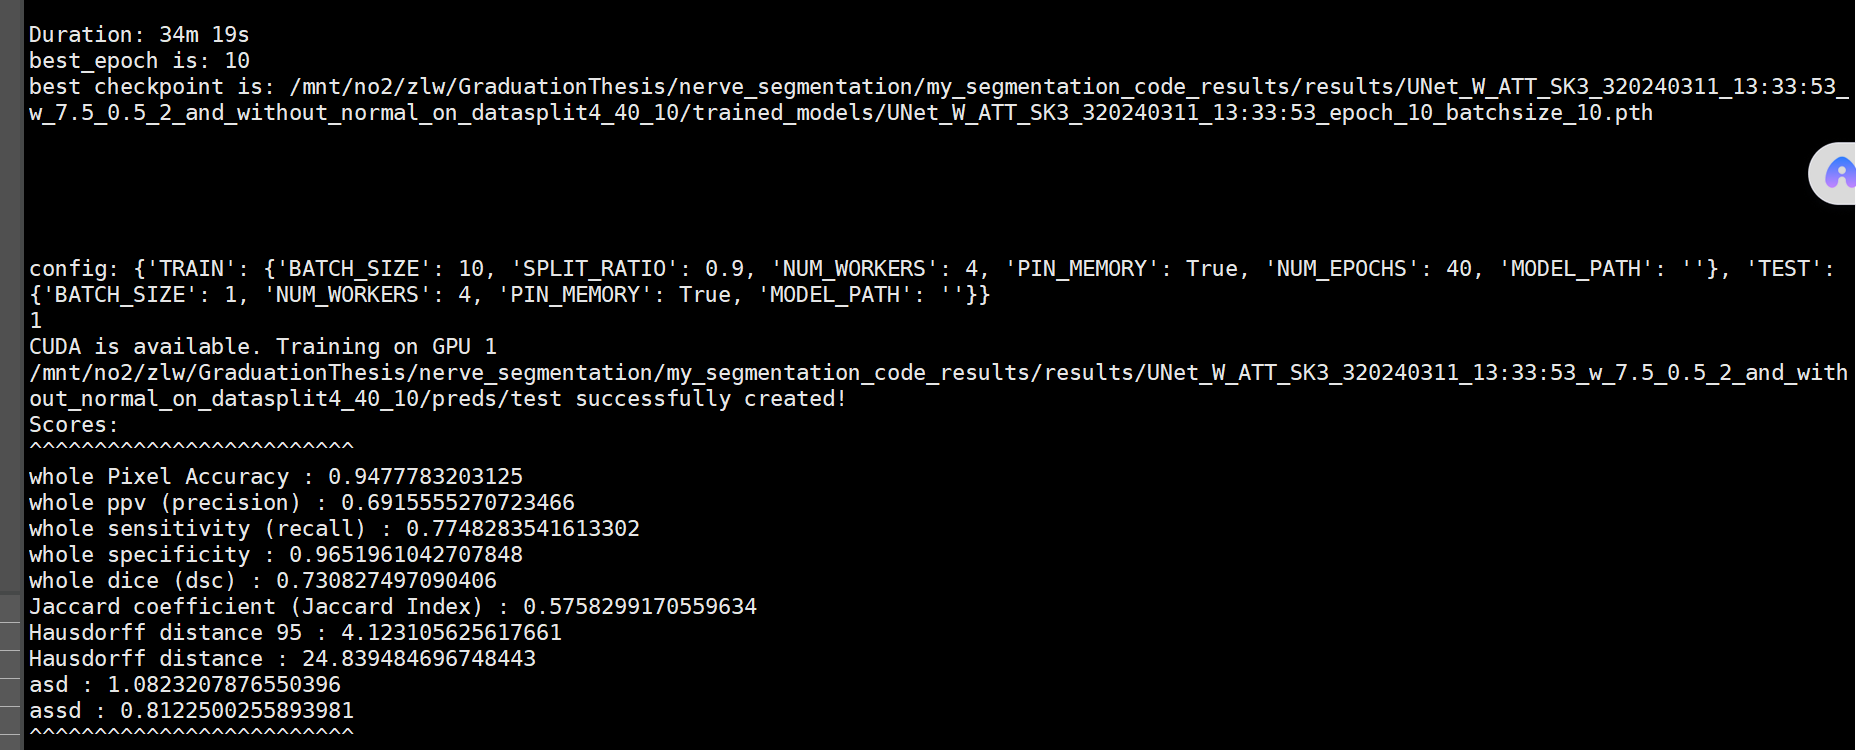 Duration: 34m 19s
best_epoch is: 10
best checkpoint is: /mnt/no2/zlw/GraduationThesis/nerve_segmentation/my_segmentation_code_results/results/UNet_W_ATT_SK3_320240311_13:33:53_
w_7.5_0.5_2_and_without_normal_on_datasplit4_40_10/trained_models/UNet_W_ATT_SK3_320240311_13:33:53_epoch_10_batchsize_10.pth
config: {'TRAIN': {'BATCH_SIZE': 10, 'SPLIT_RATIO': 0.9, 'NUM_WORKERS': 4, 'PIN_MEMORY': True, 'NUM_EPOCHS': 40, 'MODEL_PATH': ''}, 'TEST':
{'BATCH_SIZE': 1, 'NUM_WORKERS': 4, 'PIN_MEMORY': True, 'MODEL_PATH': ''}}
1
CUDA is available. Training on GPU 1
/mnt/no2/zlw/GraduationThesis/nerve_segmentation/my_segmentation_code_results/results/UNet_W_ATT_SK3_320240311_13:33:53_w_7.5_0.5_2_and_with
out_normal_on_datasplit4_40_10/preds/test successfully created!
Scores:
^^^^^^^^^^^^^^^^^^^^^^^^^
whole Pixel Accuracy : 0.9477783203125
whole ppv (precision) : 0.6915555270723466
whole sensitivity (recall) : 0.7748283541613302
whole specificity : 0.9651961042707848
whole dice (dsc) : 0.730827497090406
Jaccard coefficient (Jaccard Index) : 0.5758299170559634
Hausdorff distance 95 : 4.123105625617661
Hausdorff distance : 24.839484696748443
asd : 1.0823207876550396
assd : 0.8122500255893981
^^^^^^^^^^^^^^^^^^^^^^^^^